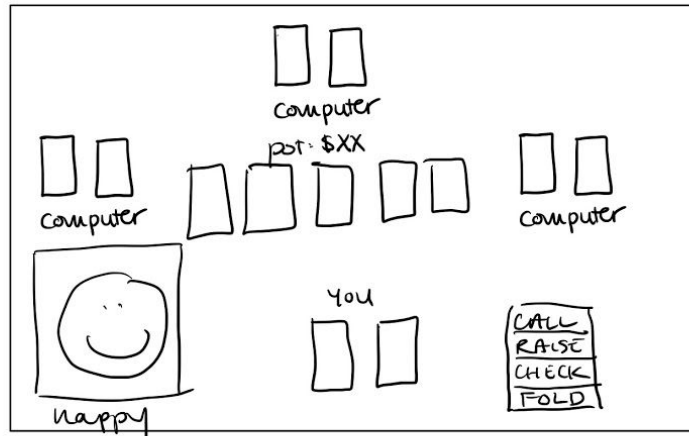 computer
pot: $XX
computer
computer
You
CALL
RAISE
CHECK
FOLD
happy